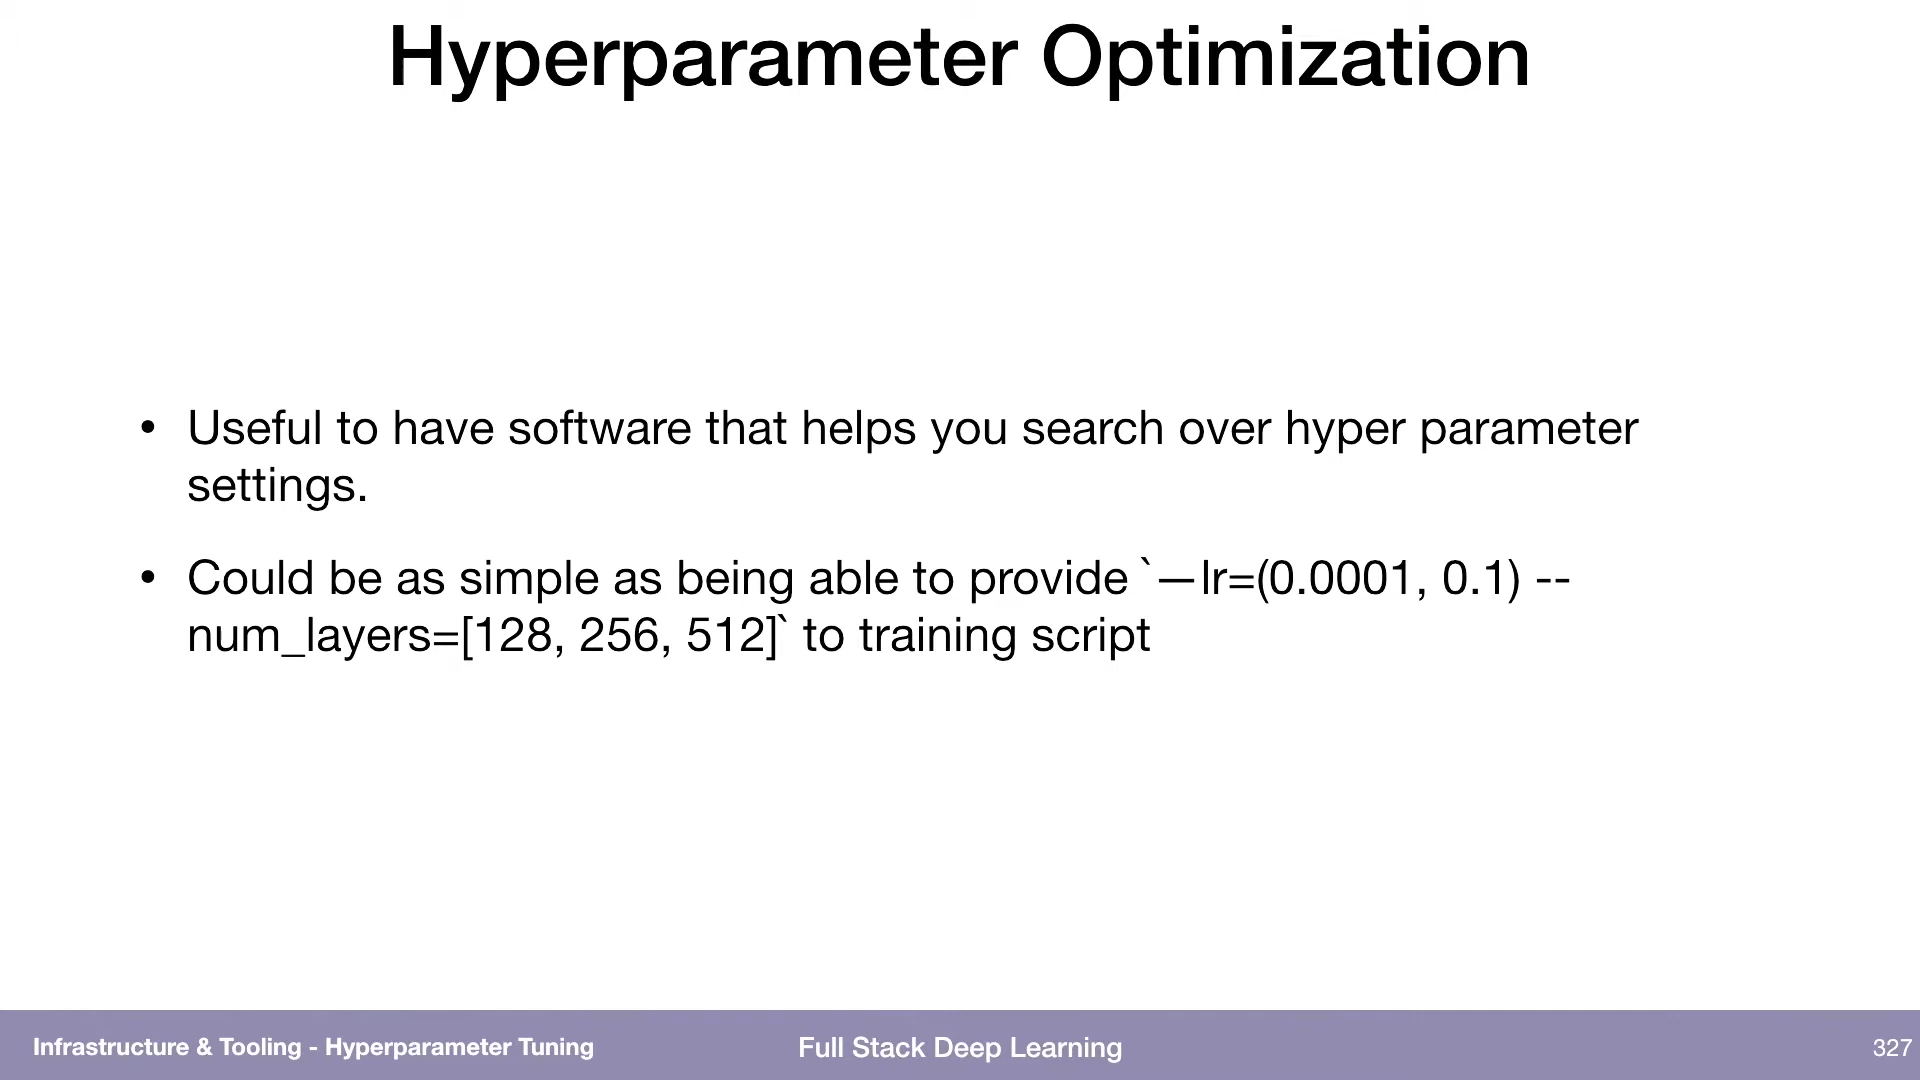 Hyperparameter Optimization
• Useful to have software that helps you search over hyper parameter
settings.
• Could be as simple as being able to provide `—lr=(0.0001, 0.1) --
num_layers=[128, 256, 512]` to training script
Infrastructure & Tooling - Hyperparameter Tuning
Full Stack Deep Learning
327